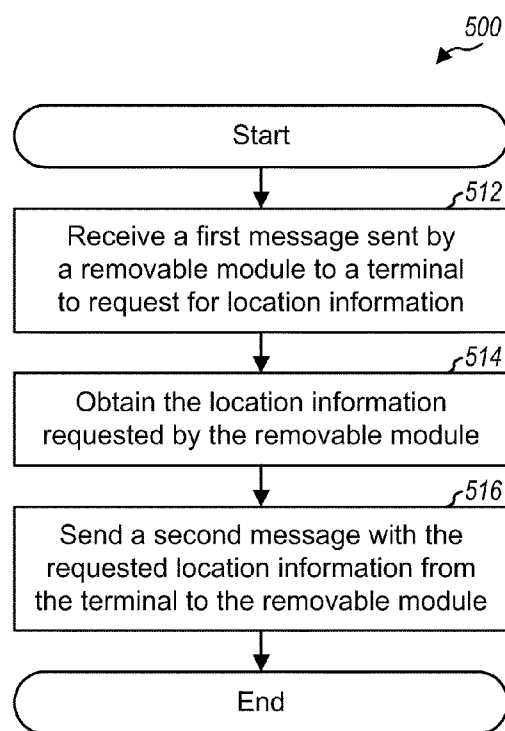 500
Start
512
Receive a first message sent by
a removable module to a terminal
to request for location information
514
Obtain the location information
requested by the removable module
516
Send a second message with the
requested location information from
the terminal to the removable module
End